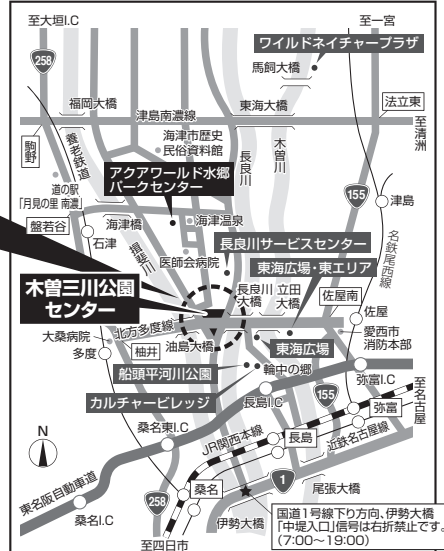 至大垣I.C
至一宮
ワイルドネイチャープラザ
258
馬飼大橋
福岡大橋
東海大橋
法立東
津島南濃線
至清洲
駒野
養老鉄道
海津市歴史
民俗資料館
長良川
木曽川
アクアワールド水郷
パークセンター
155
道の駅
「月見の里 南濃」
津島
盤若谷
海津橋
海津温泉
名鉄尾西線
石津
揖斐川
長良川サービスセンター
医師会病院
東海広場・東エリア
木曽三川公園
センター
長良川
大橋
立田
大橋
佐屋南
佐屋
北方多度線
大桑病院
油島大橋
愛西市
消防本部
多度
柚井
東海広場
船頭平河川公園
輪中の郷
弥富I.C
至名古屋
カルチャービレッジ
長島I.C
155
弥富
桑名東I.C
N
JR関西本線
長島
近鉄名古屋線
東名阪自動車道
1
258
桑名
尾張大橋
桑名I.C
伊勢大橋
至四日市
国道1号線下り方向、伊勢大橋
「中堤入口」信号は右折禁止です。
(7:00〜19:00)